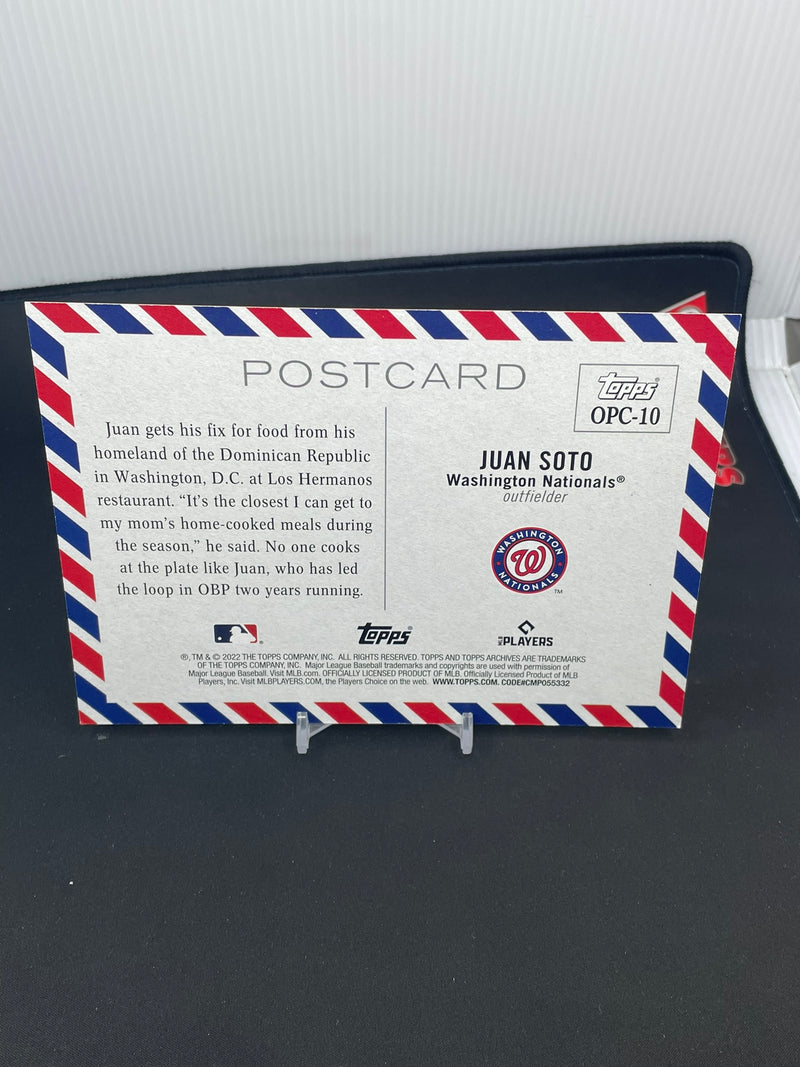 POSTCARD
topps®
OPC-10
Juan gets his fix for food from his
homeland of the Dominican Republic
in Washington, D.C. at Los Hermanos
restaurant. “It’s the closest I can get to
my mom’s home-cooked meals during
the season,” he said. No one cooks
at the plate like Juan, who has led
the loop in OBP two years running.
JUAN SOTO
Washington Nationals®
outfielder
WASHINGTON
W
NATIONALS
TM
topps®
MLB PLAYERS
®, TM & © 2022 THE TOPPS COMPANY, INC. ALL RIGHTS RESERVED. TOPPS AND TOPPS ARCHIVES ARE TRADEMARKS
OF THE TOPPS COMPANY, INC. Major League Baseball trademarks and copyrights are used with permission of
Major League Baseball. Visit MLB.com. OFFICIALLY LICENSED PRODUCT OF MLB. Officially Licensed Product of MLB
Players, Inc. Visit MLBPLAYERS.COM, the Players Choice on the web. WWW.TOPPS.COM. CODE#CMP055332